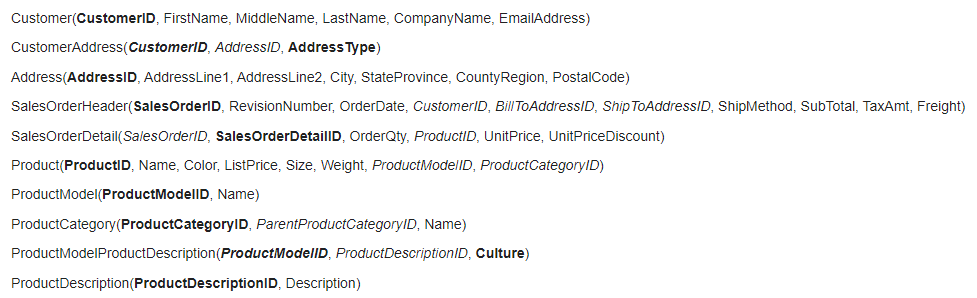 Customer(CustomerID, FirstName, MiddleName, LastName, CompanyName, EmailAddress)
CustomerAddress(CustomerID, AddressID, AddressType)
Address(AddressID, AddressLine1, AddressLine2, City, StateProvince, CountyRegion, PostalCode)
SalesOrderHeader(SalesOrderID, RevisionNumber, OrderDate, CustomerID, BillToAddressID, ShipToAddressID, ShipMethod, SubTotal, TaxAmt, Freight)
SalesOrderDetail(SalesOrderID, SalesOrderDetailID, OrderQty, ProductID, UnitPrice, UnitPriceDiscount)
Product(ProductID, Name, Color, ListPrice, Size, Weight, ProductModelID, ProductCategoryID)
ProductModel(ProductModelID, Name)
ProductCategory(ProductCategoryID, ParentProductCategoryID, Name)
ProductModelProductDescription(ProductModelID, ProductDescriptionID, Culture)
ProductDescription(ProductDescriptionID, Description)